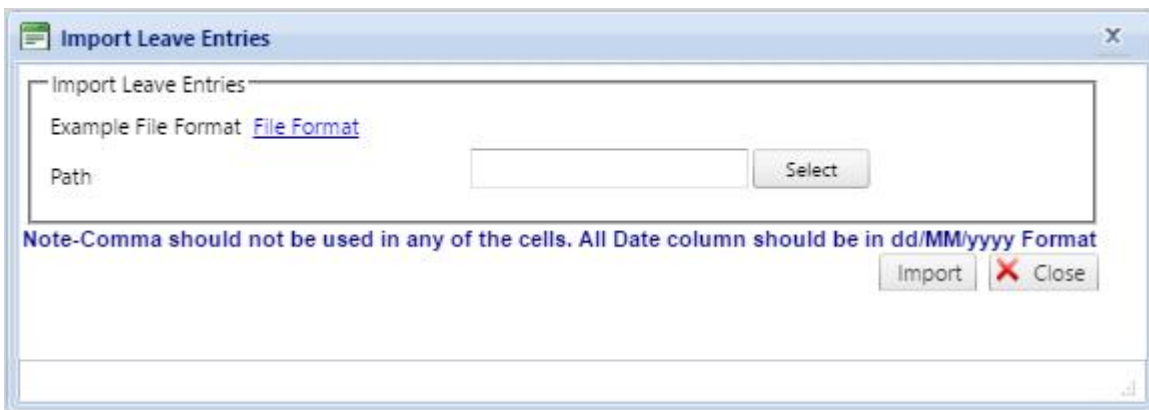 Import Leave Entries
x
Import Leave Entries
Example File Format File Format
Path
Select
Note-Comma should not be used in any of the cells. All Date column should be in dd/MM/yyyy Format
Import Close